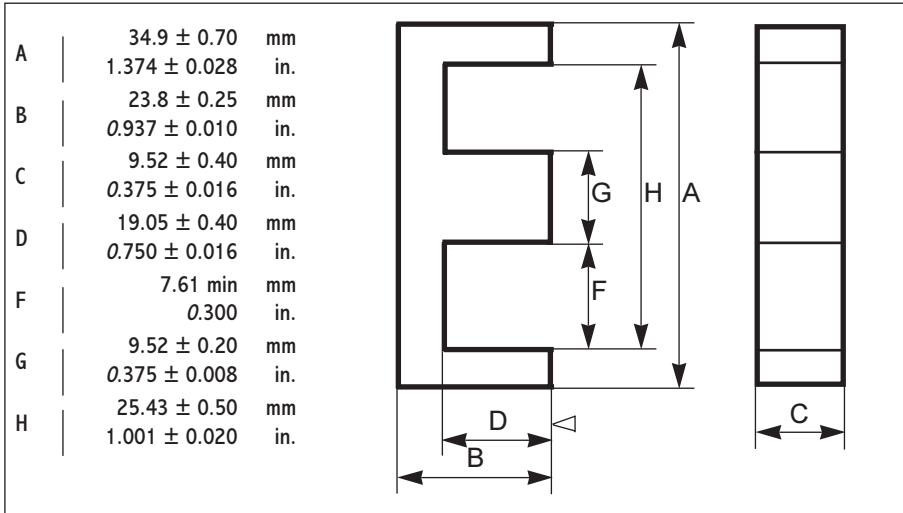 34.9 ± 0.70 mm
A
1.374 ± 0.028 in.
23.8 ± 0.25 mm
B
0.937 ± 0.010 in.
9.52 ± 0.40 mm
C
0.375 ± 0.016 in.
19.05 ± 0.40 mm
D
0.750 ± 0.016 in.
7.61 min mm
F
0.300 in.
9.52 ± 0.20 mm
G
0.375 ± 0.008 in.
25.43 ± 0.50 mm
H
1.001 ± 0.020 in.
G H A
F
D
B
C